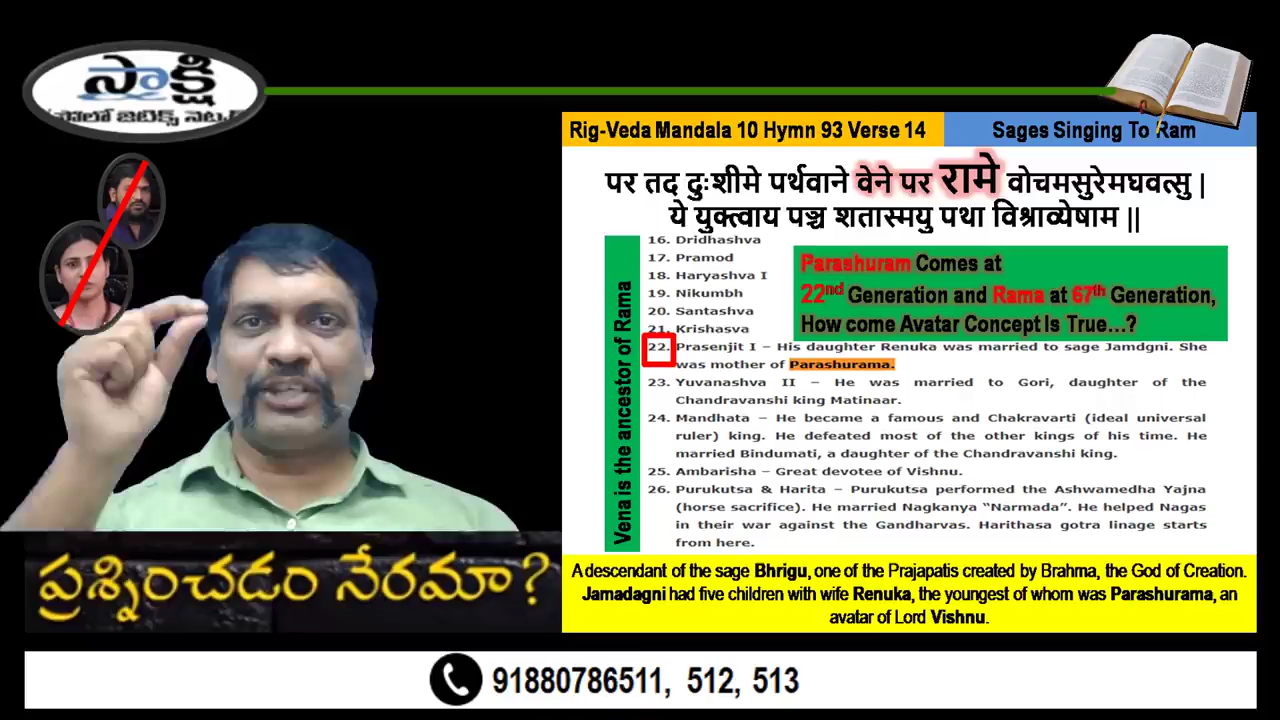 సాక్షి
Rig-Veda Mandala 10 Hymn 93 Verse 14
Sages Singing To Ram
पर तद दुःशीमे पर्थवाने वेने पर रामे वोचमसुरेमघवत्सु |
ये युक्त्वाय पञ्च शतास्मयु पथा विश्राव्येषाम ||
Vena is the ancestor of Rama
16. Dridhashva
17. Pramod
18. Haryashva I
19. Nikumbh
20. Santashva
21. Krishasva
22. Prasenjit I – His daughter Renuka was married to sage Jamdgni. She
was mother of Parashurama.
23. Yuvanashva II – He was married to Gori, daughter of the
Chandravanshi king Matinaar.
24. Mandhata – He became a famous and Chakravarti (ideal universal
ruler) king. He defeated most of the other kings of his time. He
married Bindumati, a daughter of the Chandravanshi king.
25. Ambarisha – Great devotee of Vishnu.
26. Purukutsa & Harita – Purukutsa performed the Ashwamedha Yajna
(horse sacrifice). He married Nagkanya “Narmada”. He helped Nagas
in their war against the Gandharvas. Harithasa gotra linage starts
from here.
Parashuram Comes at
22nd Generation and Rama at 67th Generation,
How come Avatar Concept Is True...?
ప్రశ్నించడం నేరమా?
A descendant of the sage Bhrigu, one of the Prajapatis created by Brahma, the God of Creation.
Jamadagni had five children with wife Renuka, the youngest of whom was Parashurama, an
avatar of Lord Vishnu.
91880786511, 512, 513